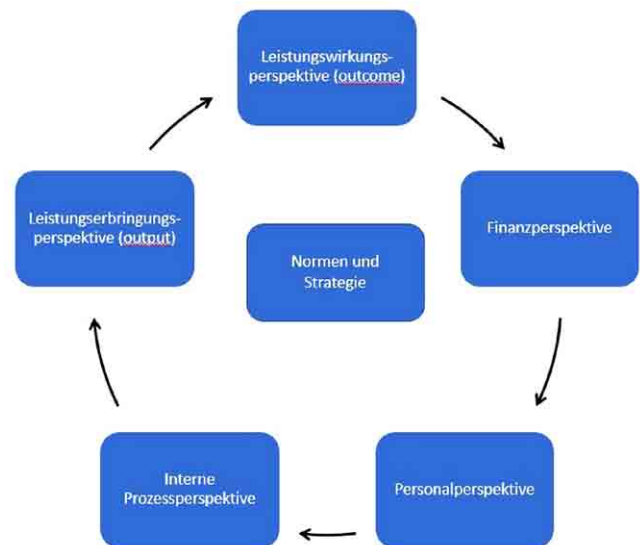 Leistungswirkungs-
perspektive (outcome)
Leistungserbringungs-
perspektive (output)
Finanzperspektive
Normen und
Strategie
Interne
Prozessperspektive
Personalperspektive